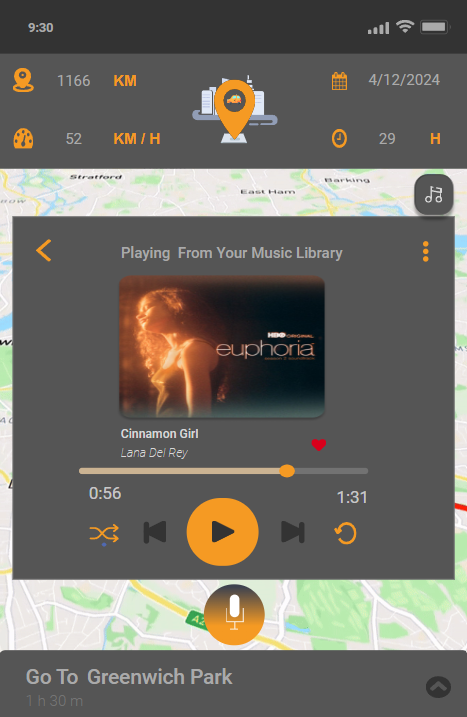 9:30
1166 KM
4/12/2024
52 KM / H
29 H
Stratford
Barking
East Ham
Playing From Your Music Library
HBO ORIGINAL
euphoria
Cinnamon Girl
Lana Del Rey
0:56
1:31
A2
Go To Greenwich Park
1 h 30 m